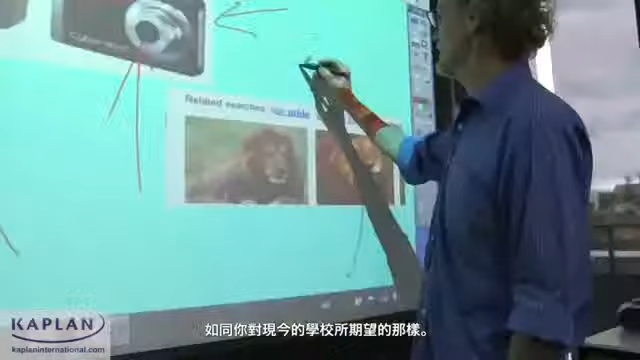 Related searches:
如同你對現今的學校所期望的那樣。
KAPLAN
INTERNATIONAL
kaplaninternational.com